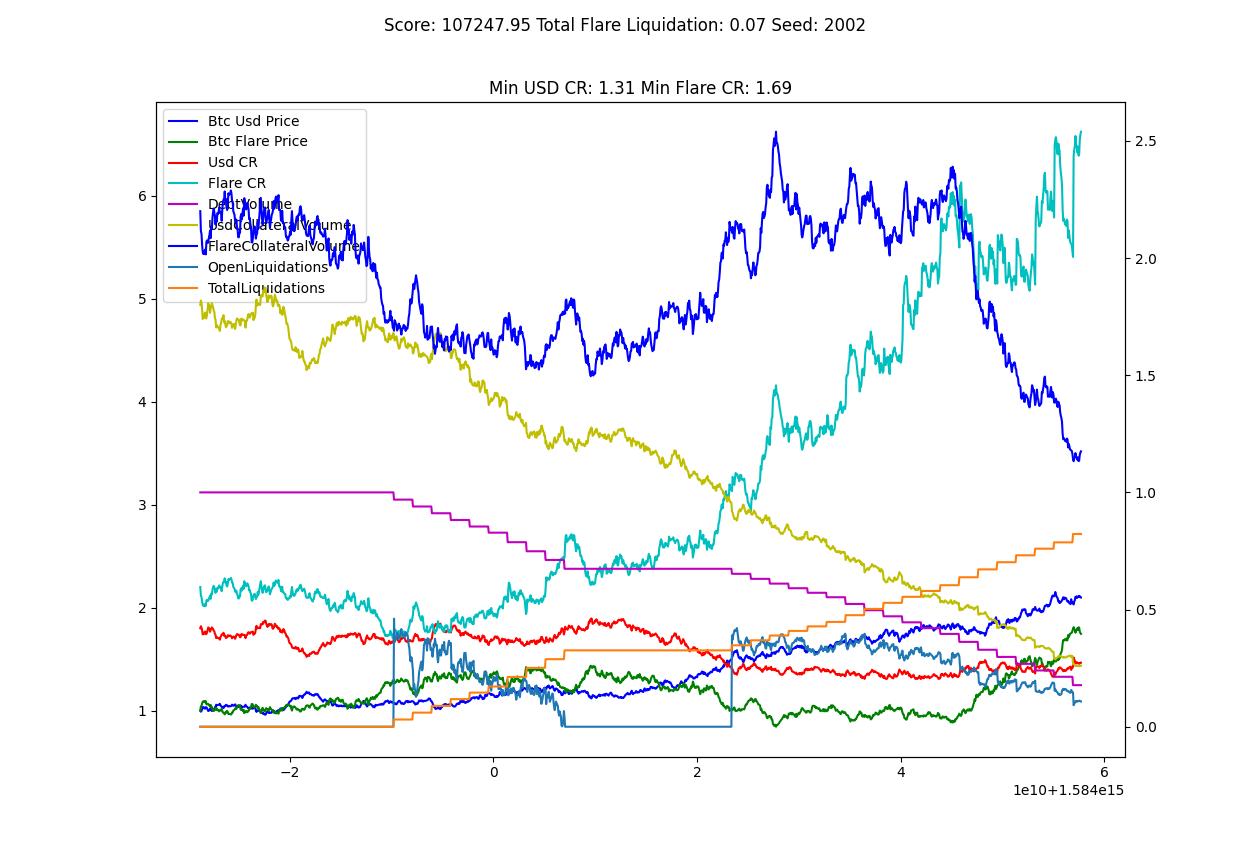 Score: 107247.95 Total Flare Liquidation: 0.07 Seed: 2002
Min USD CR: 1.31 Min Flare CR: 1.69
Btc Usd Price
Btc Flare Price
Usd CR
Flare CR
DebtVolume
UsdCollateralVolume
FlareCollateralVolume
OpenLiquidations
TotalLiquidations
6
5
4
3
2
1
2.5
2.0
1.5
1.0
0.5
0.0
−2
0
2
4
6
1e10+1.584e15